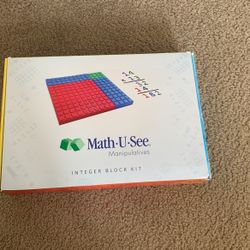 Math·U·See
Manipulatives
INTEGER BLOCK KIT